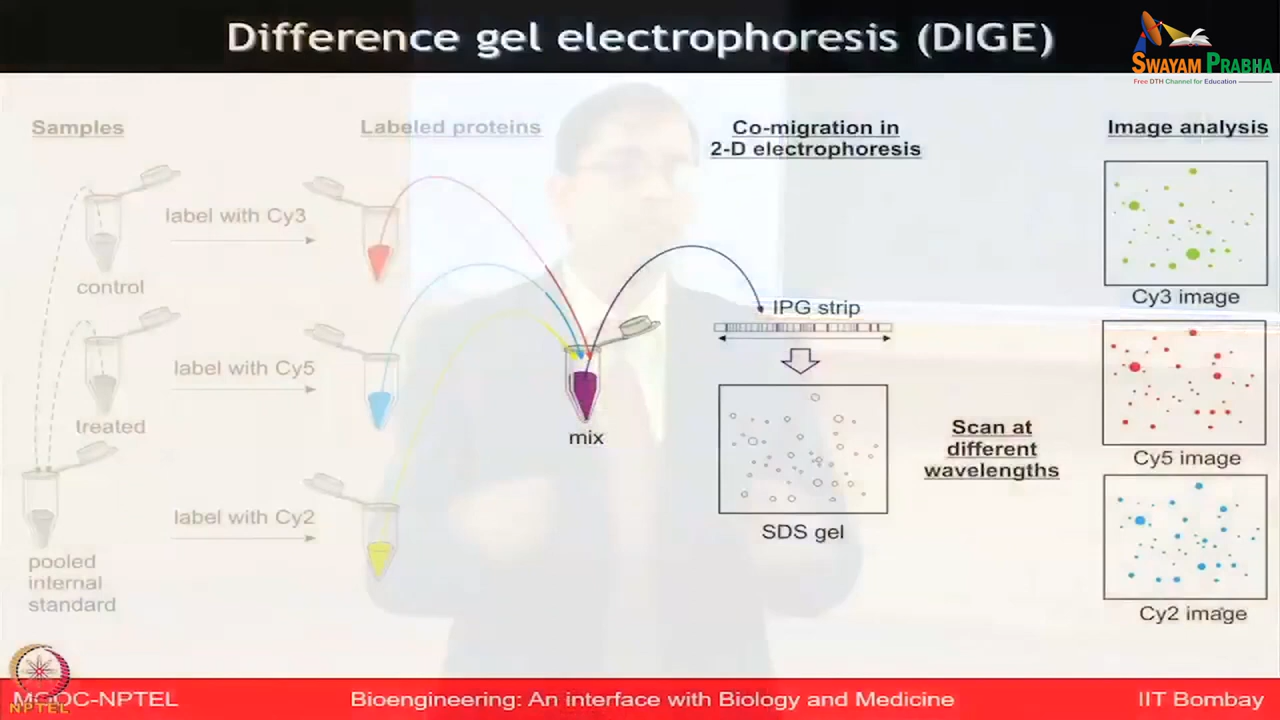 Difference gel electrophoresis (DIGE)
SWAYAM PRABHA
Free DTH Channel for Education
Samples
Labeled proteins
Co-migration in
2-D electrophoresis
Image analysis
label with Cy3
control
label with Cy5
treated
label with Cy2
pooled
internal
standard
mix
IPG strip
SDS gel
Scan at
different
wavelengths
Cy3 image
Cy5 image
Cy2 image
MOOC-NPTEL
NPTEL
Bioengineering: An interface with Biology and Medicine
IIT Bombay